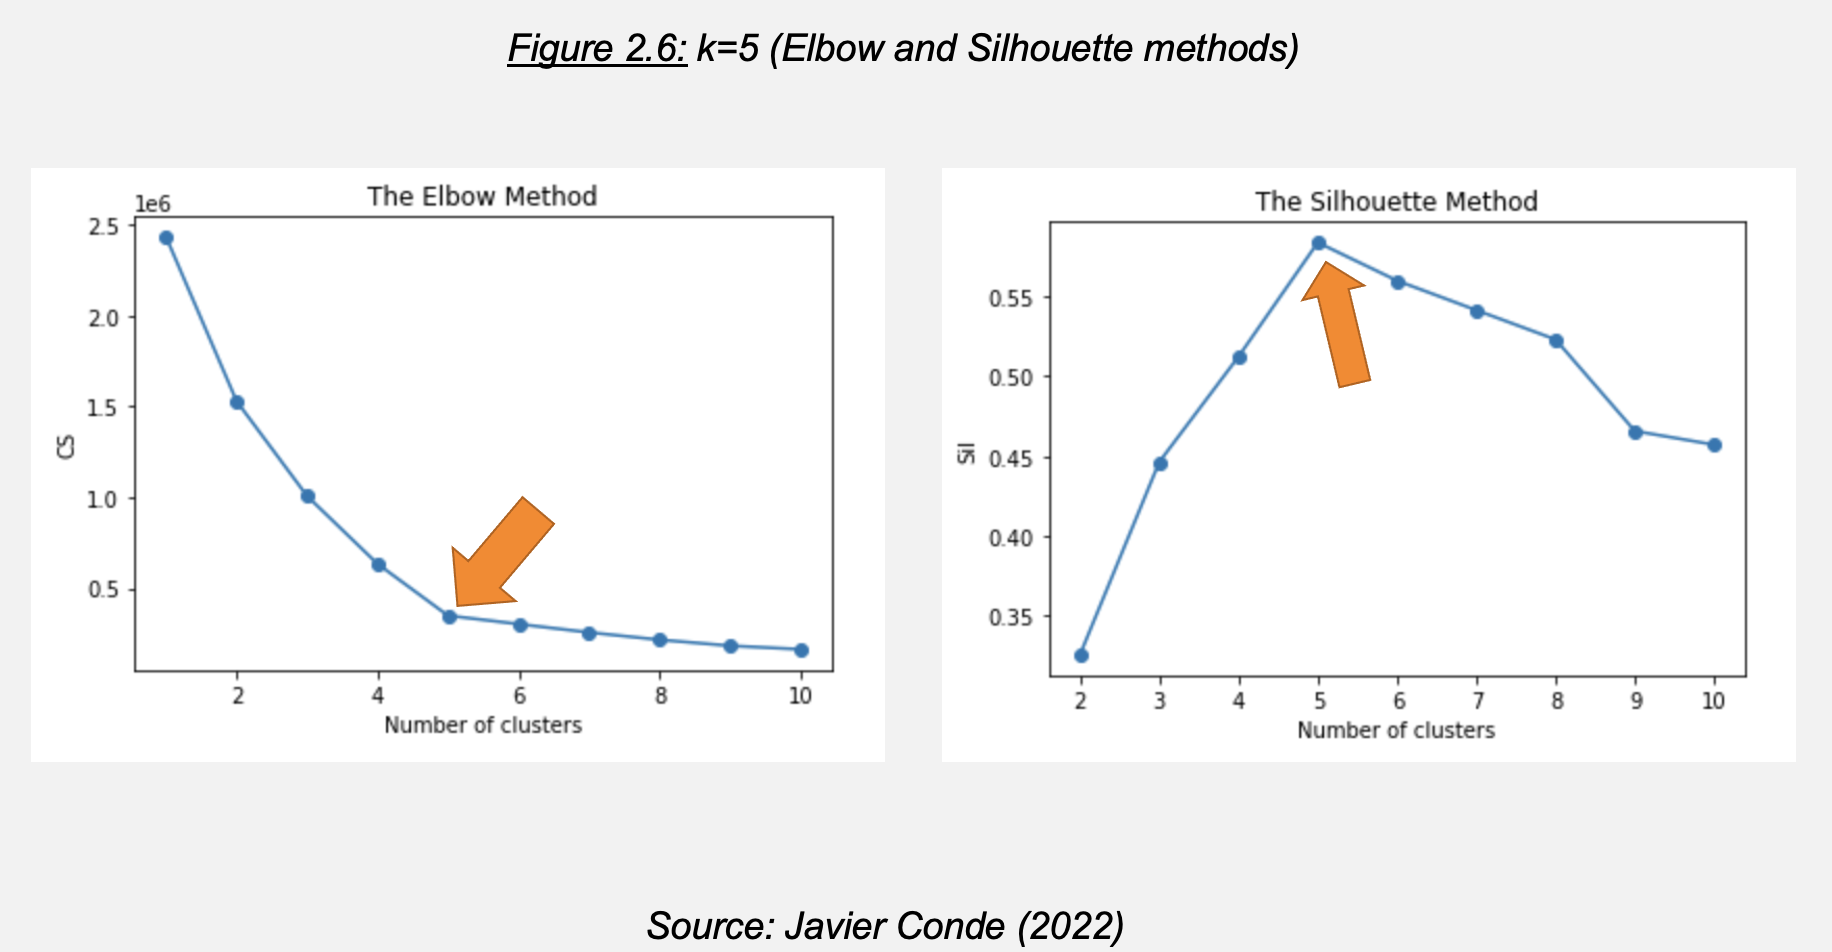 Figure 2.6: k=5 (Elbow and Silhouette methods)
The Elbow Method
1e6
2.5
2.0
1.5
1.0
0.5
CS
2 4 6 8 10
Number of clusters
The Silhouette Method
0.55
0.50
0.45
0.40
0.35
Sil
2 3 4 5 6 7 8 9 10
Number of clusters
Source: Javier Conde (2022)